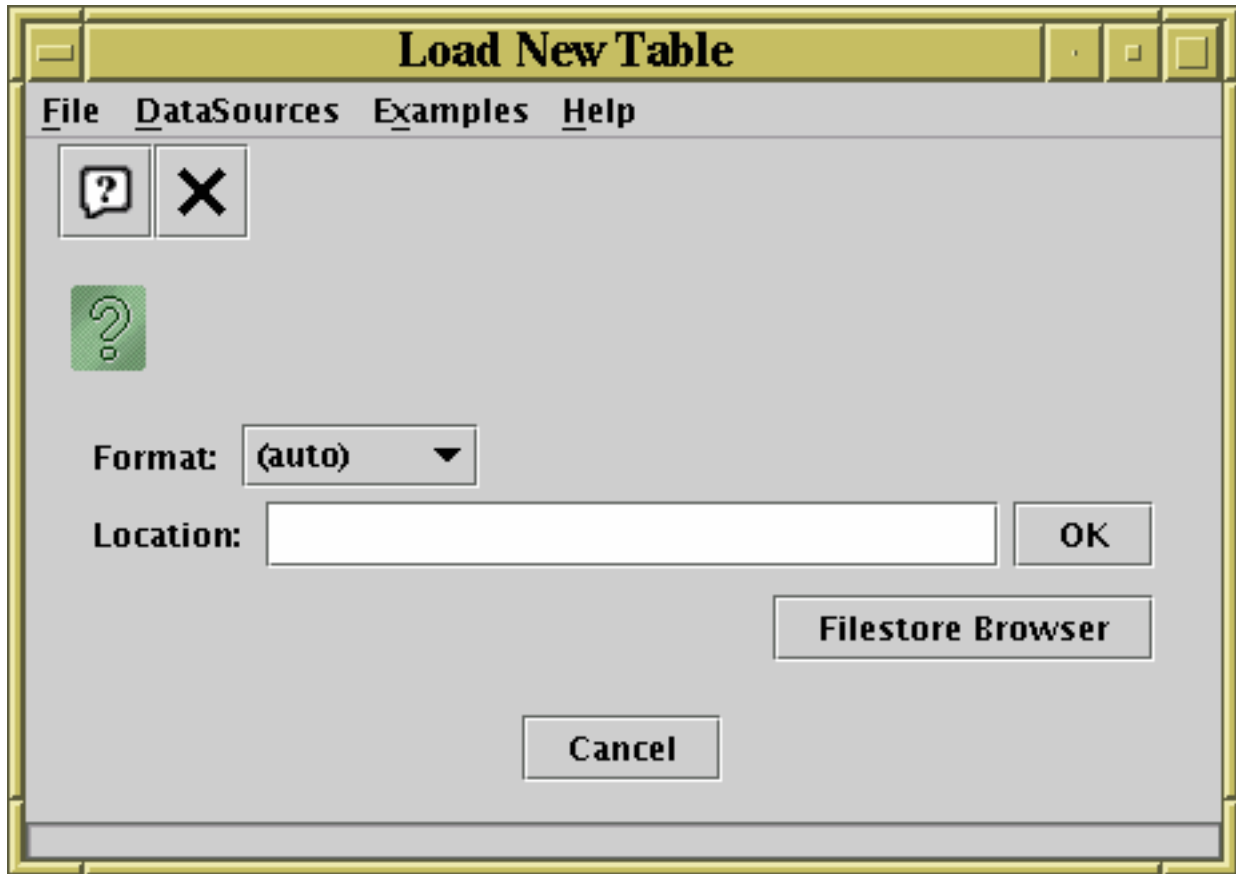 Load New Table
File DataSources Examples Help
?
?
Format: (auto)
Location: OK
Filestore Browser
Cancel